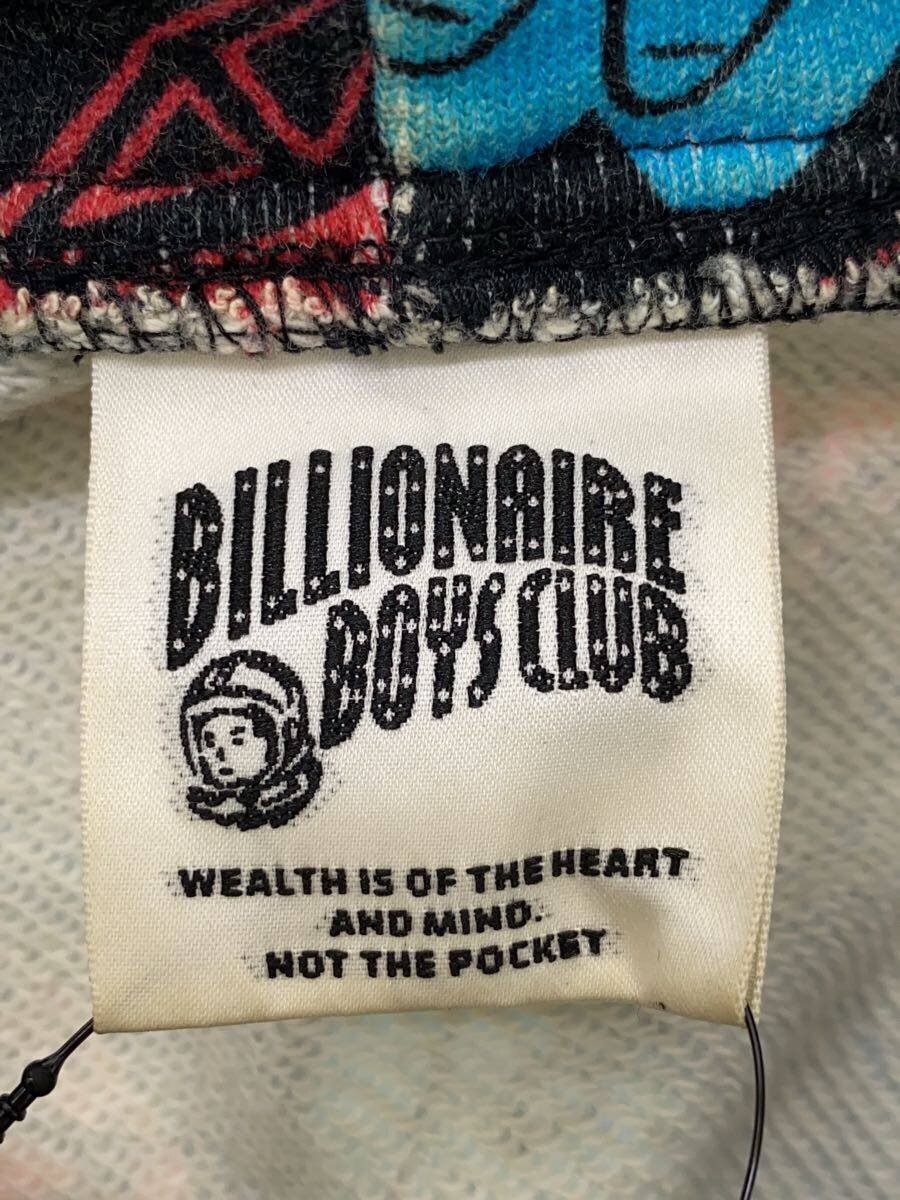 BILLIONAIRE
BOYS CLUB
WEALTH IS OF THE HEART
AND MIND.
NOT THE POCKET